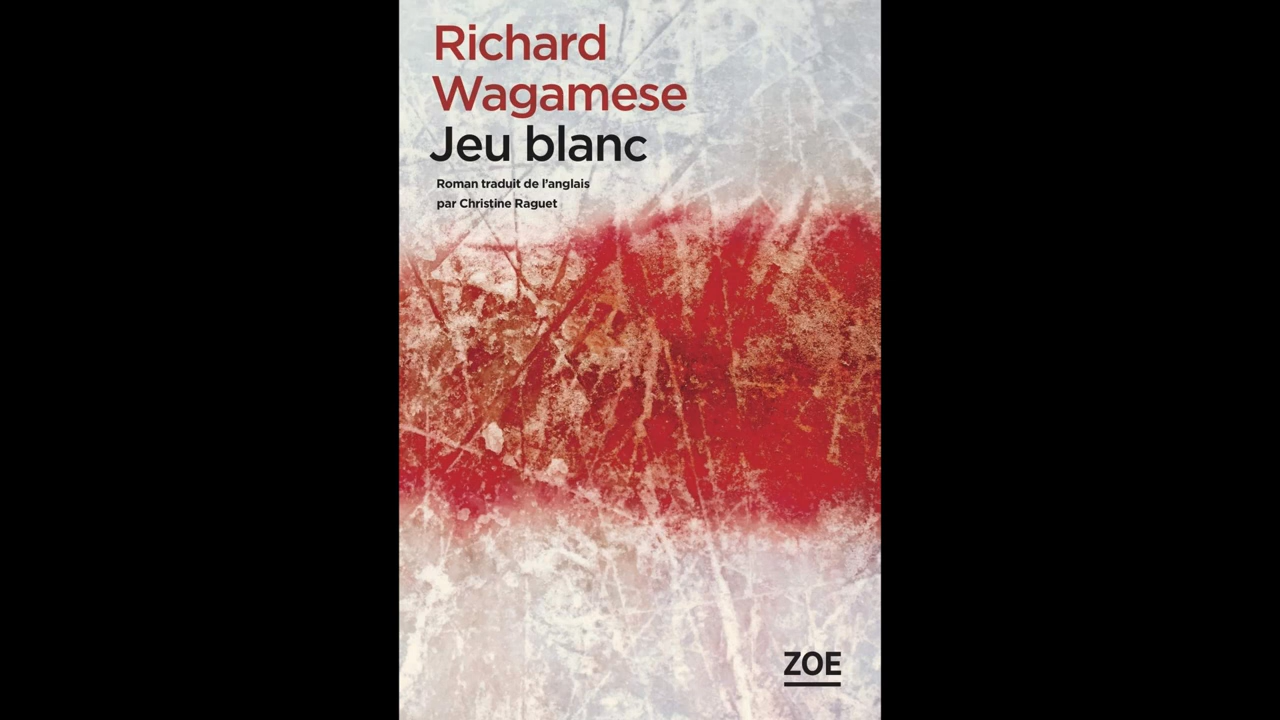 Richard
Wagamese
Jeu blanc
Roman traduit de l'anglais
par Christine Raguet
ZOE